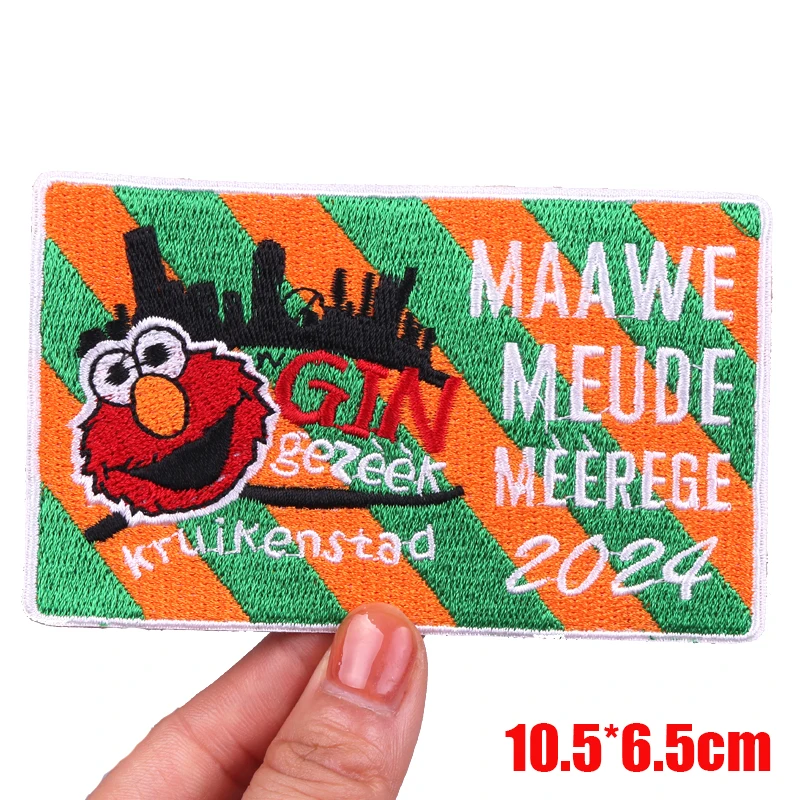 MAAWE
MEUDE
MÈÈREGE
2024
'N GIN
gezèèk
kruikenstad
10.5*6.5cm